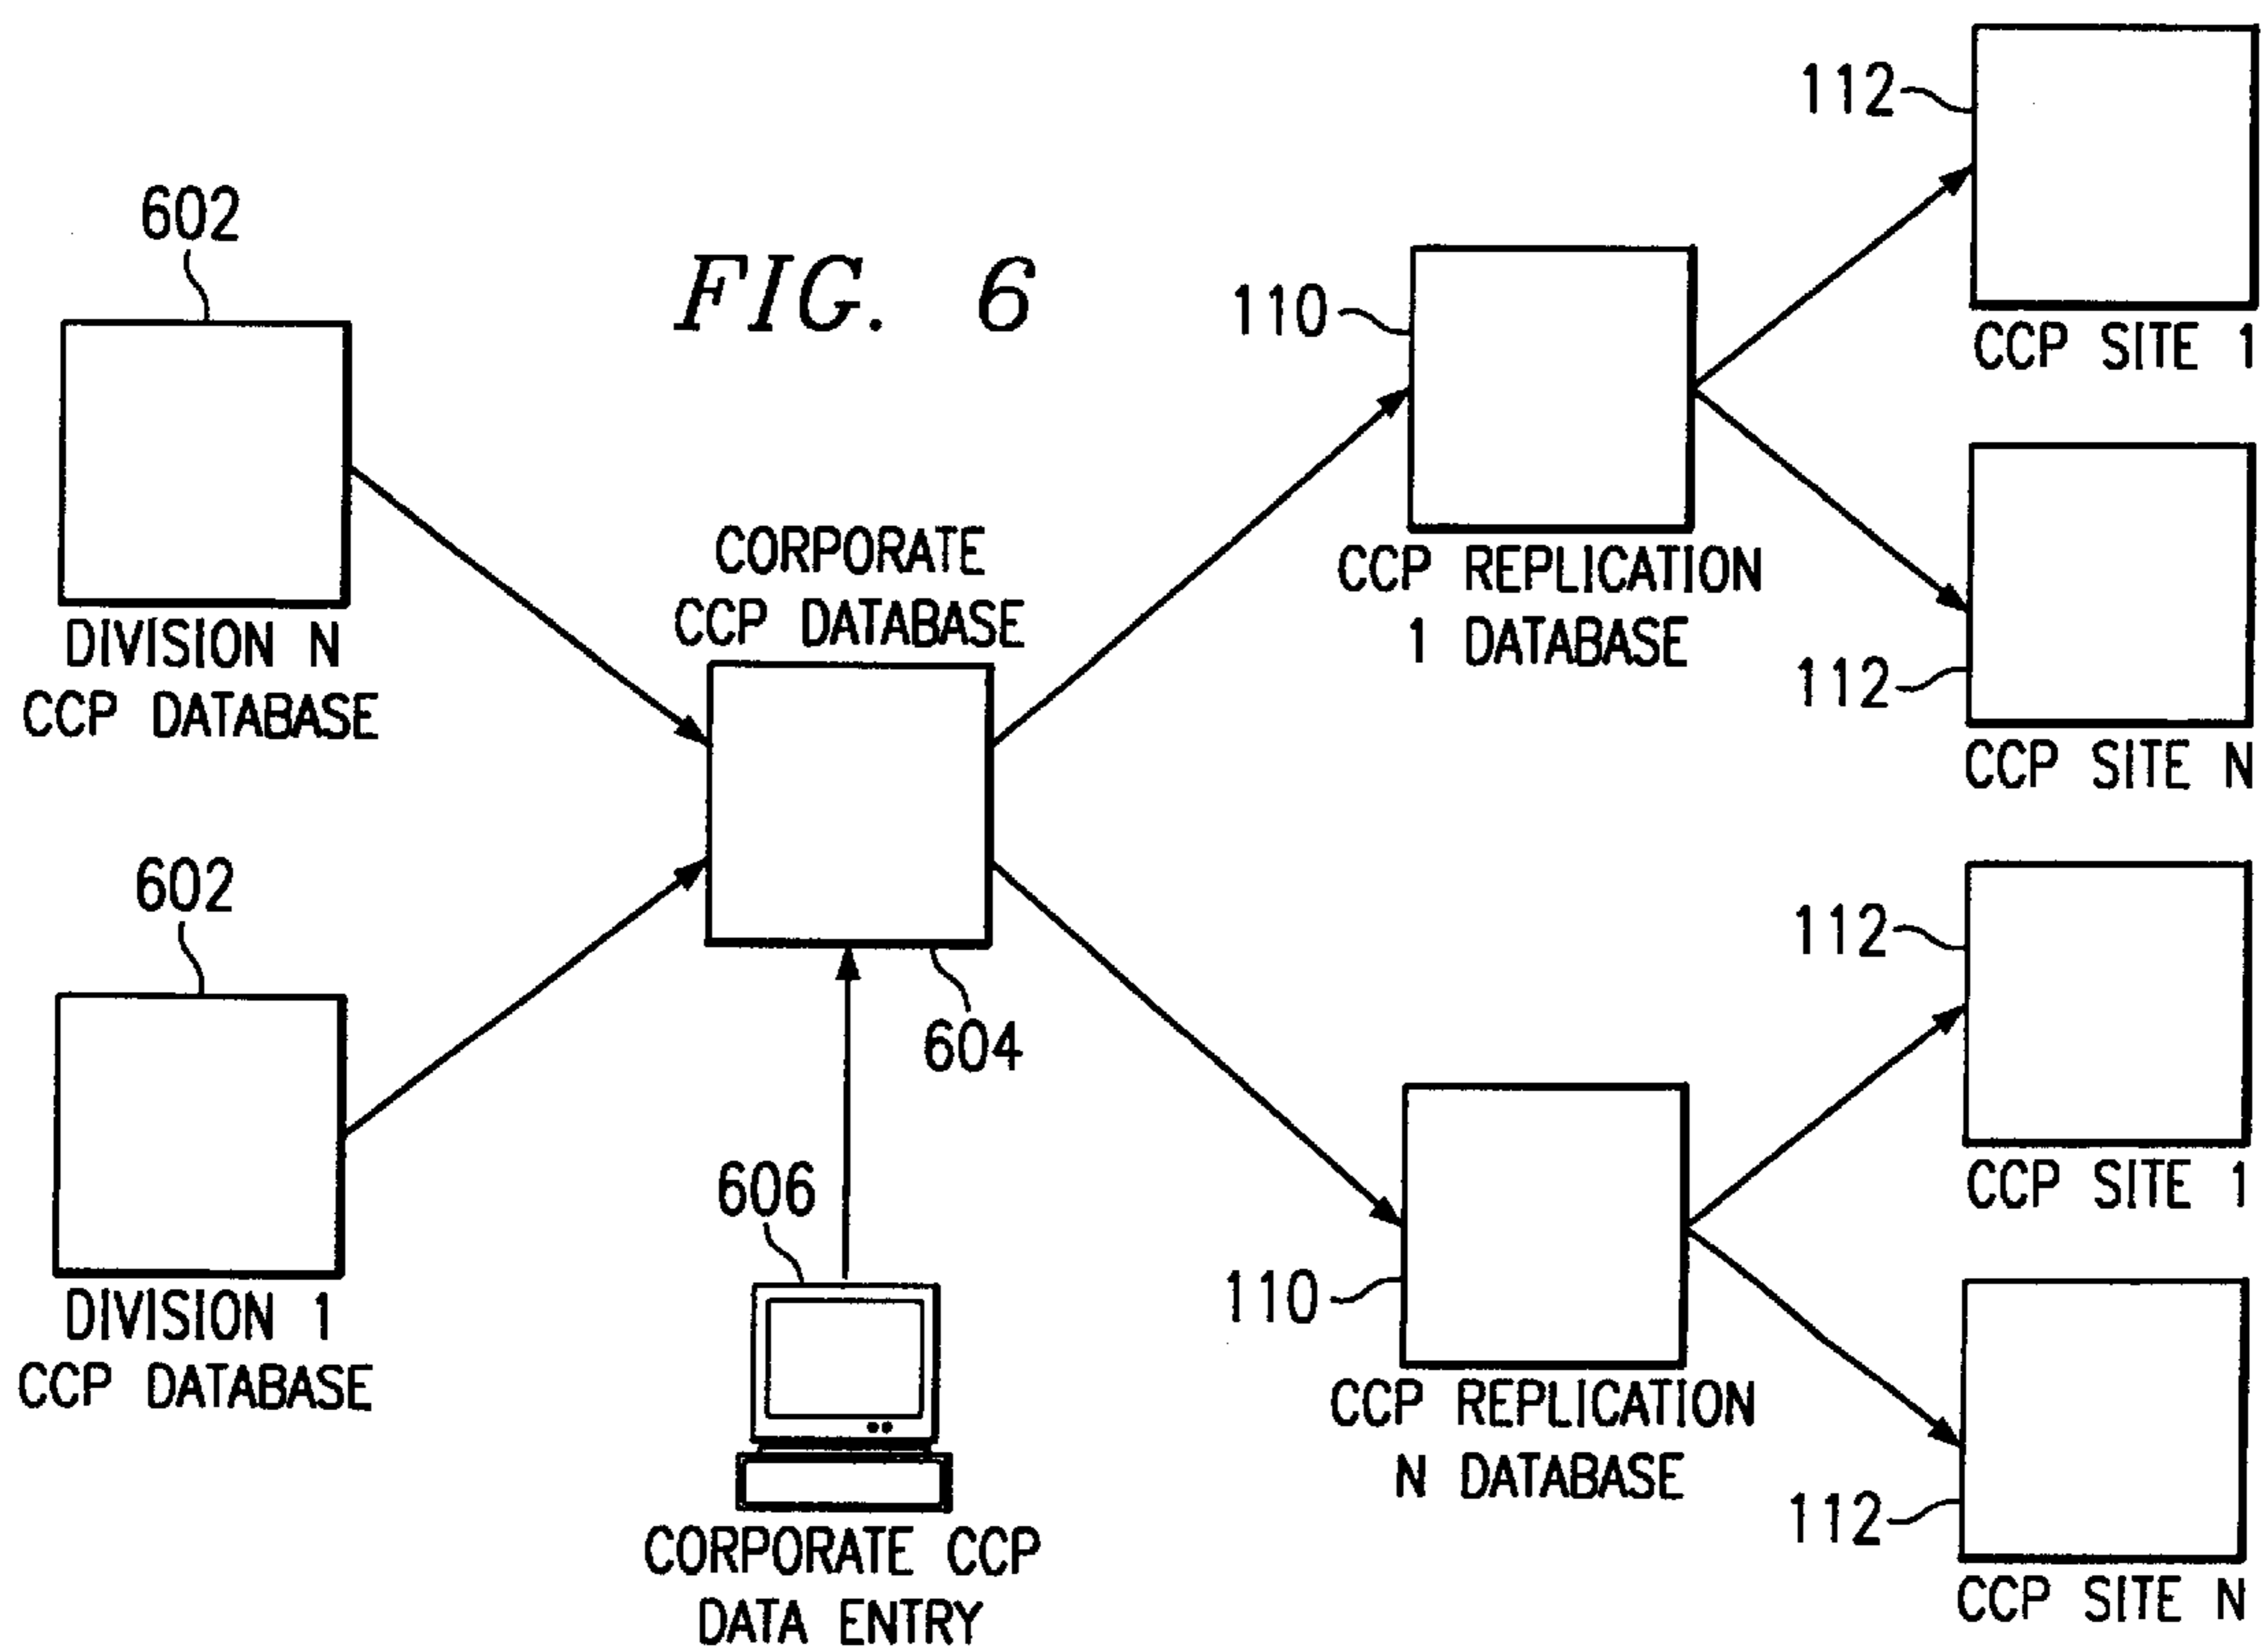 FIG. 6
602
DIVISION N
CCP DATABASE
602
DIVISION 1
CCP DATABASE
CORPORATE
CCP DATABASE
604
606
CORPORATE CCP
DATA ENTRY
110
CCP REPLICATION
1 DATABASE
110
CCP REPLICATION
N DATABASE
112
CCP SITE 1
112
CCP SITE N
112
CCP SITE 1
112
CCP SITE N